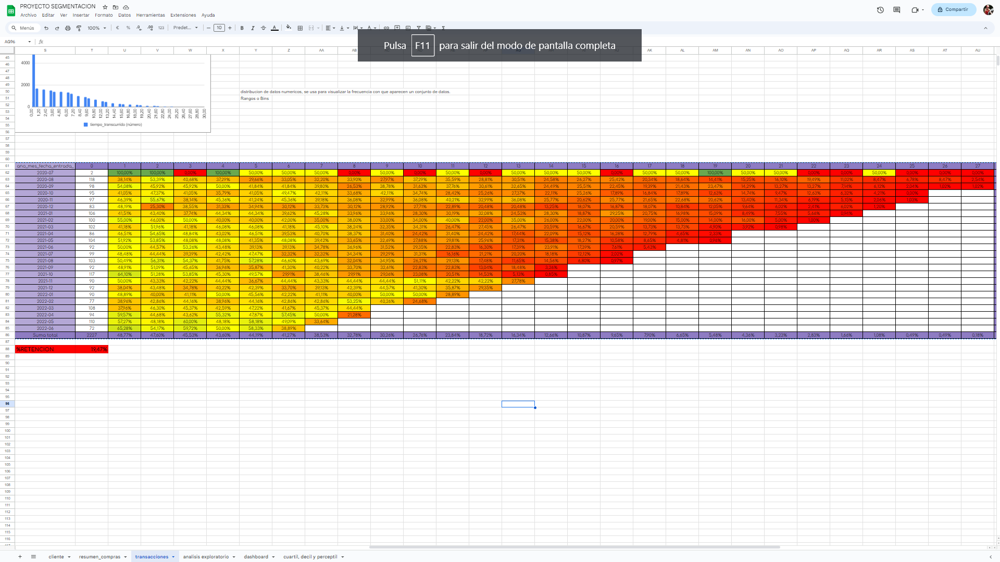 PROYECTO SEGMENTACION
Archivo Editar Ver Insertar Formato Datos Herramientas Extensiones Ayuda
Compartir
Menús 100% € % .0 .00 123 Predet... 10
AG96 fx
Pulsa F11 para salir del modo de pantalla completa
S T U V W X Y Z AA AB AK AL AM AN AO AP AQ AR AS AT AU
4000
2000
0
0,00 1,20 2,40 3,60 4,80 6,00 7,20 8,40 9,60 10,80 12,00 13,20 14,40 15,60 16,80 18,00 19,20 20,40 21,60 22,80 24,00 25,20 26,40 27,60 28,80 30,00
tiempo_transcurrido (número)
distribucion de datos numericos, se usa para visualizar la frecuencia con que aparecen un conjunto de datos.
Rangos o Bins
61 ano_mes_fecha_entrada_ 0 1 2 3 4 5 6 7 8 9 10 11 12 13 14 15 16 17 18 19 20 21 22 23 24 25 26 27
62 2020-07 2 100,00% 100,00% 0,00% 100,00% 50,00% 50,00% 50,00% 0,00% 50,00% 0,00% 50,00% 0,00% 50,00% 50,00% 50,00% 0,00% 50,00% 50,00% 100,00% 50,00% 50,00% 0,00% 0,00% 50,00% 0,00% 0,00% 0,00%
63 2020-08 118 38,14% 53,39% 40,68% 37,29% 29,66% 33,05% 32,20% 33,90% 27,97% 37,29% 35,59% 28,81% 30,51% 24,58% 26,27% 25,42% 20,34% 18,64% 14,41% 15,25% 16,10% 19,49% 11,02% 8,47% 6,78% 8,47% 2,54%
64 2020-09 98 54,08% 45,92% 45,92% 50,00% 41,84% 41,84% 39,80% 26,53% 38,78% 31,63% 37,76% 30,61% 32,65% 24,49% 25,51% 22,45% 19,39% 21,43% 23,47% 14,29% 13,27% 13,27% 7,14% 6,12% 2,04% 1,02% 1,02%
65 2020-10 95 41,05% 47,37% 41,05% 35,79% 41,05% 49,47% 42,11% 33,68% 42,11% 34,74% 28,42% 25,26% 27,37% 22,11% 25,26% 17,89% 16,84% 17,89% 12,63% 14,74% 9,47% 12,63% 6,32% 4,21% 0,00%
66 2020-11 97 46,39% 55,67% 38,14% 45,36% 41,24% 45,36% 39,18% 36,08% 32,99% 36,08% 40,21% 32,99% 36,08% 25,77% 20,62% 25,77% 21,65% 22,68% 20,62% 13,40% 11,34% 6,19% 5,15% 2,06% 1,03%
67 2020-12 83 48,19% 25,30% 38,55% 31,33% 34,94% 30,12% 33,73% 30,12% 28,92% 27,71% 22,89% 20,48% 20,48% 13,25% 18,07% 16,87% 18,07% 10,84% 12,05% 9,64% 6,02% 2,41% 6,02% 1,20%
68 2021-01 106 41,51% 43,40% 37,74% 44,34% 44,34% 39,62% 45,28% 33,96% 33,96% 28,30% 30,19% 32,08% 24,53% 28,30% 18,87% 29,25% 20,75% 16,98% 15,09% 8,49% 7,55% 5,66% 0,94%
69 2021-02 100 55,00% 46,00% 50,00% 40,00% 40,00% 42,00% 35,00% 38,00% 33,00% 34,00% 40,00% 22,00% 35,00% 26,00% 22,00% 20,00% 19,00% 15,00% 14,00% 16,00% 5,00% 1,00%
70 2021-03 102 41,18% 51,96% 41,18% 46,08% 46,08% 41,18% 45,10% 38,24% 32,35% 34,31% 26,47% 27,45% 26,47% 20,59% 16,67% 20,59% 13,73% 13,73% 4,90% 3,92% 0,98%
71 2021-04 86 46,51% 54,65% 48,84% 43,02% 46,51% 39,53% 40,70% 38,37% 31,40% 24,42% 31,40% 24,42% 17,44% 22,09% 15,12% 16,28% 12,79% 4,65% 2,33%
72 2021-05 104 51,92% 53,85% 48,08% 48,08% 41,35% 48,08% 39,42% 33,65% 32,69% 27,88% 29,81% 25,96% 17,31% 15,38% 18,27% 10,58% 8,65% 4,81% 0,96%
73 2021-06 92 50,00% 44,57% 53,26% 43,48% 39,13% 39,13% 34,78% 36,96% 31,52% 29,35% 22,83% 16,30% 17,39% 23,91% 17,39% 7,61% 5,43%
74 2021-07 99 48,48% 44,44% 39,39% 42,42% 47,47% 32,32% 32,32% 34,34% 29,29% 31,31% 16,16% 21,21% 20,20% 18,18% 12,12% 2,02%
75 2021-08 103 50,49% 56,31% 54,37% 41,75% 57,28% 46,60% 43,69% 32,04% 34,95% 26,21% 29,13% 17,48% 11,65% 14,56% 6,80% 0,97%
76 2021-09 92 48,91% 51,09% 45,65% 36,96% 35,87% 41,30% 40,22% 33,70% 32,61% 22,83% 22,83% 13,04% 18,48% 3,26%
77 2021-10 117 64,10% 51,28% 53,85% 45,30% 49,57% 29,91% 38,46% 29,91% 29,06% 23,08% 20,51% 14,53% 5,13% 0,85%
78 2021-11 90 50,00% 43,33% 42,22% 44,44% 36,67% 44,44% 43,33% 44,44% 44,44% 51,11% 42,22% 42,22% 27,78%
79 2021-12 92 38,04% 43,48% 34,78% 40,22% 42,39% 33,70% 39,13% 42,39% 44,57% 41,30% 35,87% 29,35%
80 2022-01 90 48,89% 40,00% 41,11% 50,00% 45,56% 42,22% 41,11% 40,00% 50,00% 50,00% 28,89%
81 2022-02 77 38,96% 42,86% 44,16% 38,96% 44,16% 42,86% 42,86% 53,25% 40,26% 24,68%
82 2022-03 108 37,96% 46,30% 45,37% 42,59% 47,22% 41,67% 45,37% 44,44%
83 2022-04 94 59,57% 44,68% 43,62% 55,32% 47,87% 57,45% 50,00% 21,28%
84 2022-05 110 57,27% 48,18% 60,00% 48,18% 58,18% 49,09% 33,64%
85 2022-06 72 65,28% 54,17% 59,72% 50,00% 58,33% 38,89%
86 Suma total 2227 48,77% 47,60% 45,53% 43,60% 44,19% 41,27% 38,53% 32,78% 30,26% 26,76% 23,84% 18,72% 16,34% 12,66% 10,87% 9,65% 7,90% 6,65% 5,48% 4,36% 3,23% 2,83% 1,66% 1,08% 0,49% 0,49% 0,18%
88 %RETENCION 19,47%
cliente resumen_compras transacciones analisis exploratorio dashboard cuartil, decil y perceptil